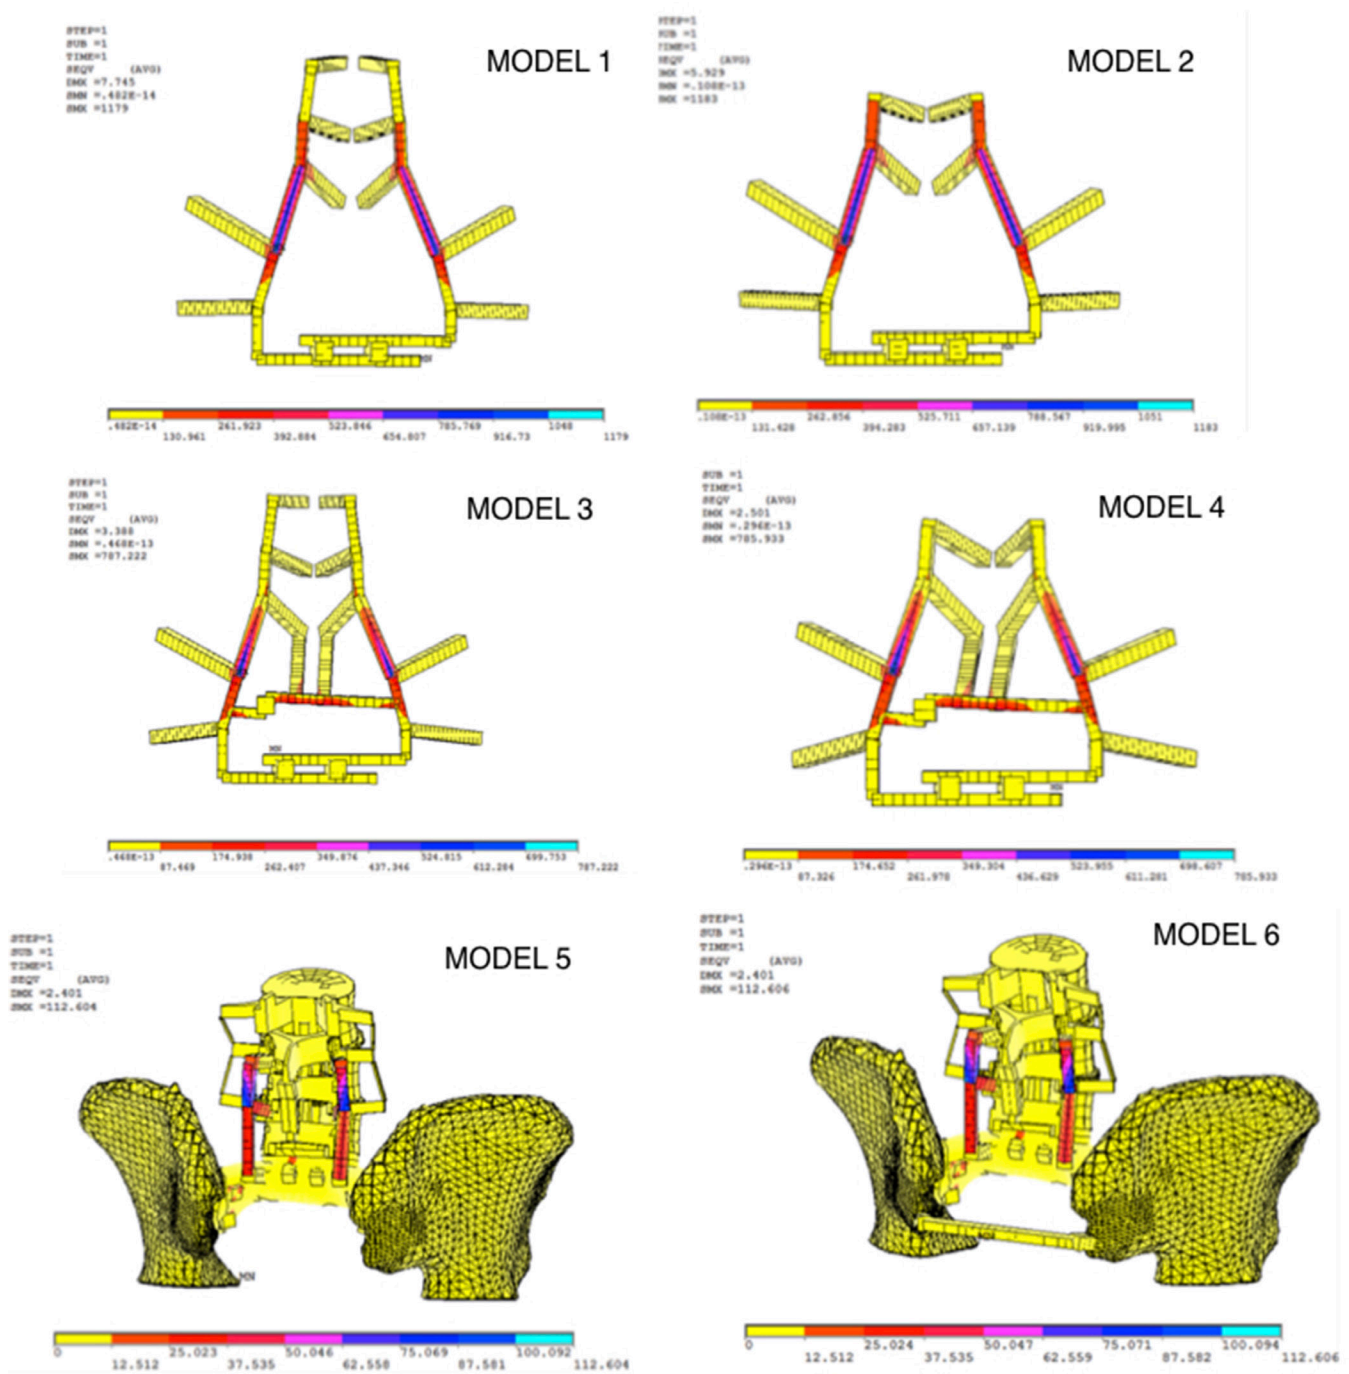 STEP=1
SUB =1
TIME=1
SEQV (AVG)
DMX =7.745
SMN =.482E-14
SMX =1179
MODEL 1
STEP=1
SUB =1
TIME=1
SEQV (AVG)
DMX =5.929
SMN =.108E-13
SMX =1183
MODEL 2
MN
MN
.482E-14 261.923 523.846 785.769 1048
130.961 392.884 654.807 916.73 1179
.108E-13 262.856 525.711 788.567 1051
131.428 394.283 657.139 919.995 1183
STEP=1
SUB =1
TIME=1
SEQV (AVG)
DMX =3.388
SMN =.468E-13
SMX =787.222
MODEL 3
SUB =1
TIME=1
SEQV (AVG)
DMX =2.501
SMN =.296E-13
SMX =785.933
MODEL 4
MN
MN
.468E-13 174.938 349.876 524.815 699.753
87.469 262.407 437.346 612.284 787.222
.296E-13 174.652 349.304 523.955 698.607
87.326 261.978 436.629 611.281 785.933
STEP=1
SUB =1
TIME=1
SEQV (AVG)
DMX =2.401
SMX =112.604
MODEL 5
STEP=1
SUB =1
TIME=1
SEQV (AVG)
DMX =2.401
SMX =112.606
MODEL 6
MN
0 25.023 50.046 75.069 100.092
12.512 37.535 62.558 87.581 112.604
0 25.024 50.047 75.071 100.094
12.512 37.535 62.559 87.582 112.606